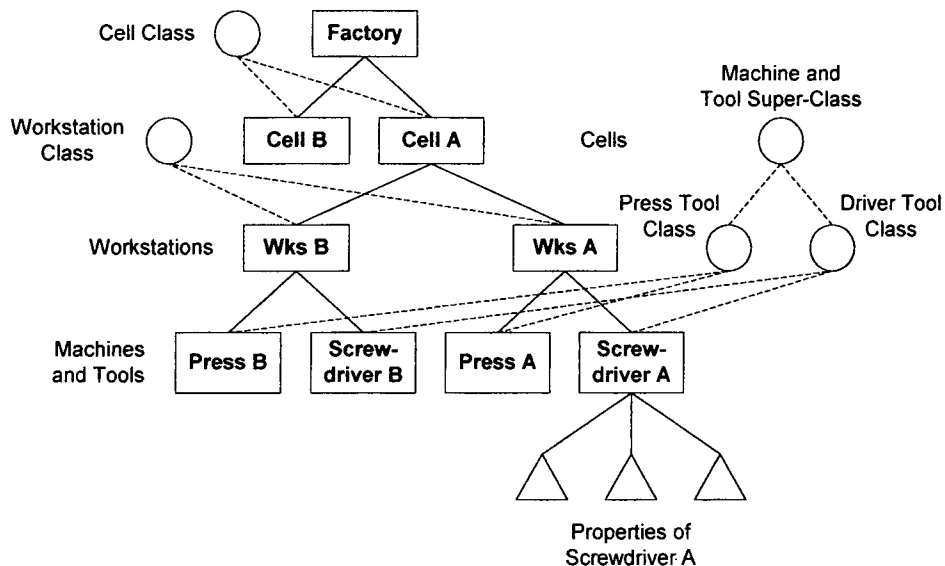 Cell Class
Factory
Machine and
Tool Super-Class
Workstation
Class
Cell B
Cell A
Cells
Press Tool
Class
Driver Tool
Class
Workstations
Wks B
Wks A
Machines
and Tools
Press B
Screw-
driver B
Press A
Screw-
driver A
Properties of
Screwdriver A